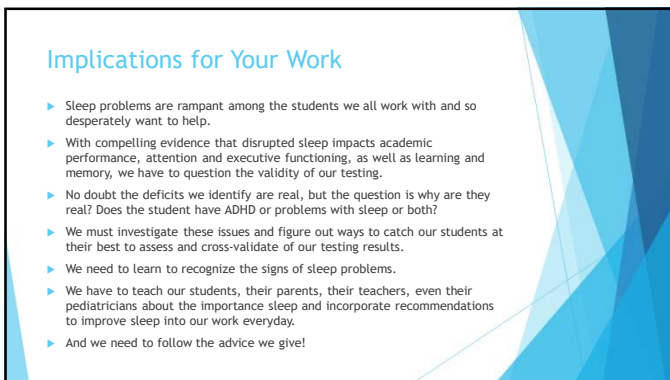 Implications for Your Work
Sleep problems are rampant among the students we all work with and so
desperately want to help.
With compelling evidence that disrupted sleep impacts academic
performance, attention and executive functioning, as well as learning and
memory, we have to question the validity of our testing.
No doubt the deficits we identify are real, but the question is why are they
real? Does the student have ADHD or problems with sleep or both?
We must investigate these issues and figure out ways to catch our students at
their best to assess and cross-validate of our testing results.
We need to learn to recognize the signs of sleep problems.
We have to teach our students, their parents, their teachers, even their
pediatricians about the importance sleep and incorporate recommendations
to improve sleep into our work everyday.
And we need to follow the advice we give!